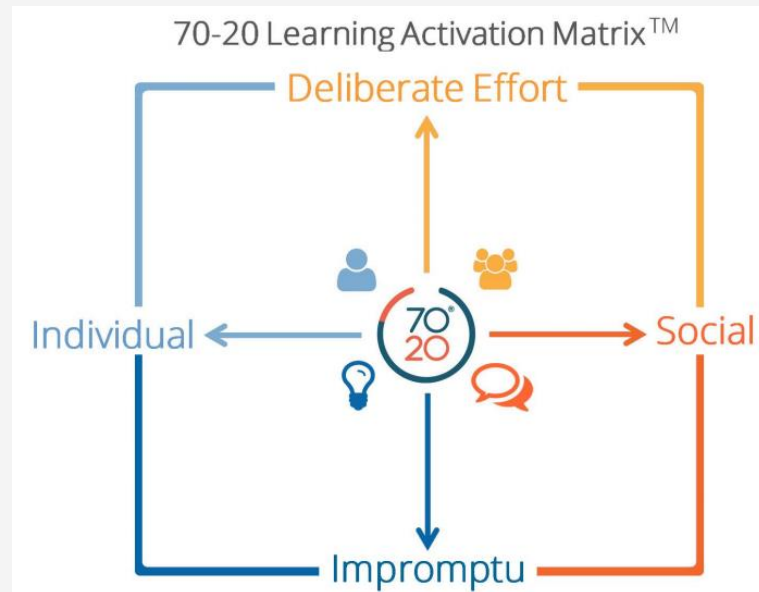 70-20 Learning Activation Matrix™
Deliberate Effort
Individual
70®
20
Social
Impromptu